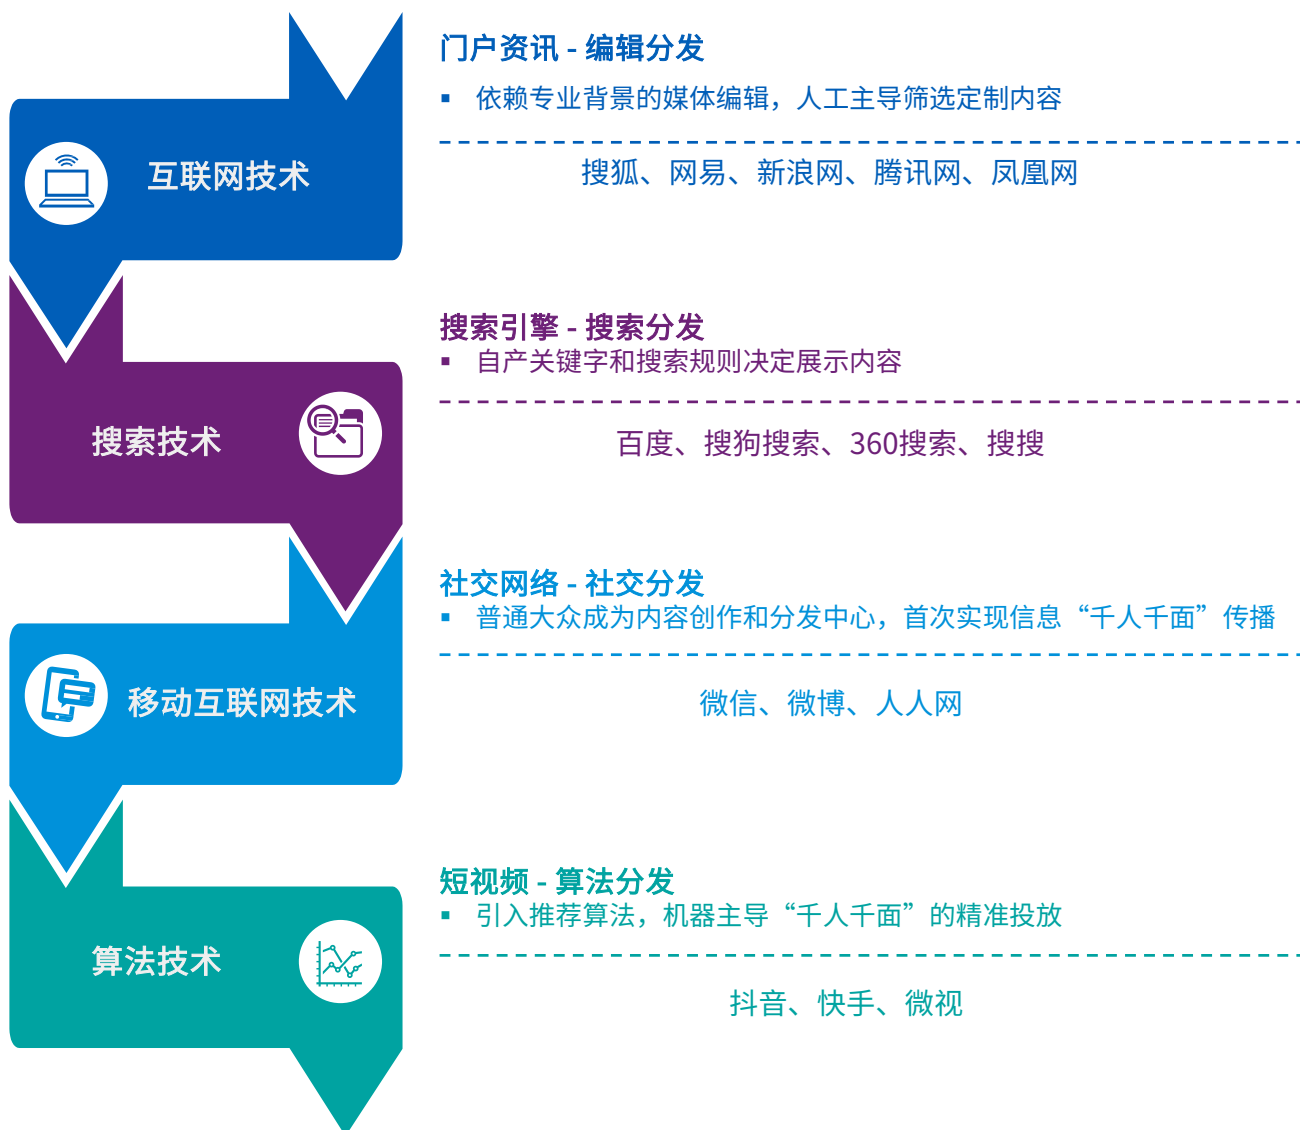 门户资讯 - 编辑分发
▪ 依赖专业背景的媒体编辑，人工主导筛选定制内容
互联网技术
搜狐、网易、新浪网、腾讯网、凤凰网
搜索引擎 - 搜索分发
▪ 自产关键字和搜索规则决定展示内容
搜索技术
百度、搜狗搜索、360搜索、搜搜
社交网络 - 社交分发
▪ 普通大众成为内容创作和分发中心，首次实现信息“千人千面”传播
移动互联网技术
微信、微博、人人网
短视频 - 算法分发
▪ 引入推荐算法，机器主导“千人千面”的精准投放
算法技术
抖音、快手、微视